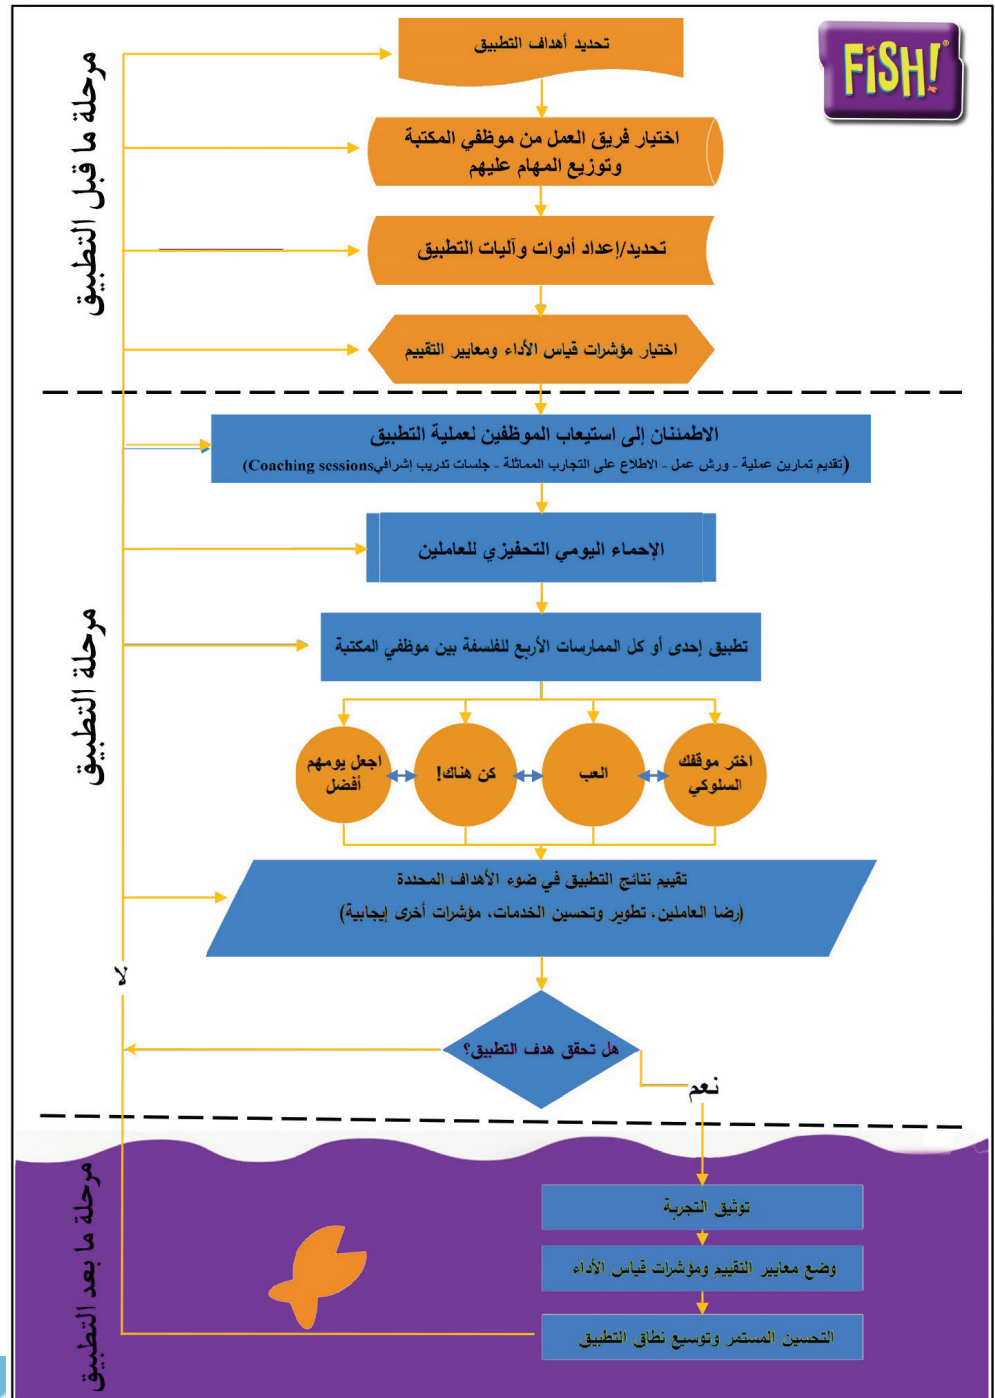 FiSH!®
مرحلة ما قبل التطبيق
تحديد أهداف التطبيق
اختيار فريق العمل من موظفي المكتبة
وتوزيع المهام عليهم
تحديد/إعداد أدوات وآليات التطبيق
اختيار مؤشرات قياس الأداء ومعايير التقييم
مرحلة التطبيق
الاطمئنان إلى استيعاب الموظفين لعملية التطبيق
(تقديم تمارين عملية - ورش عمل - الاطلاع على التجارب المماثلة - جلسات تدريب إشرافي Coaching sessions)
الإحماء اليومي التحفيزي للعاملين
تطبيق إحدى أو كل الممارسات الأربع للفلسفة بين موظفي المكتبة
اختر موقفك
السلوكي
العب
كن هناك!
اجعل يومهم
أفضل
تقييم نتائج التطبيق في ضوء الأهداف المحددة
(رضا العاملين، تطوير وتحسين الخدمات، مؤشرات أخرى إيجابية)
لا
هل تحقق هدف التطبيق؟
نعم
مرحلة ما بعد التطبيق
توثيق التجربة
وضع معايير التقييم ومؤشرات قياس الأداء
التحسين المستمر وتوسيع نطاق التطبيق